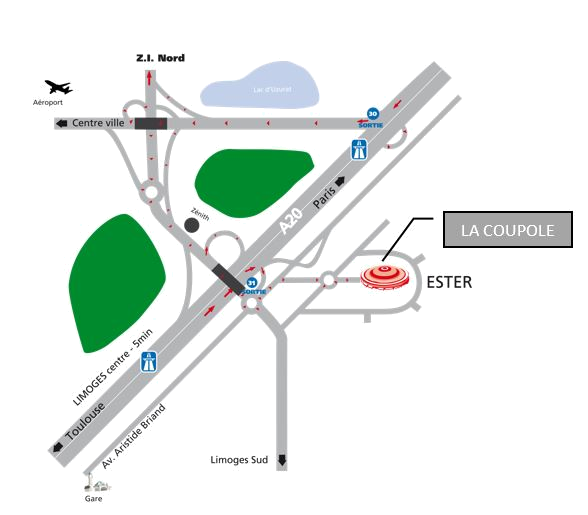 Z.I. Nord
Aéroport
Lac d'Uzurat
Centre ville
30
SORTIE
Paris
A20
Zénith
LA COUPOLE
31
SORTIE
ESTER
LIMOGES centre - 5min
Toulouse
Av. Aristide Briand
Limoges Sud
Gare